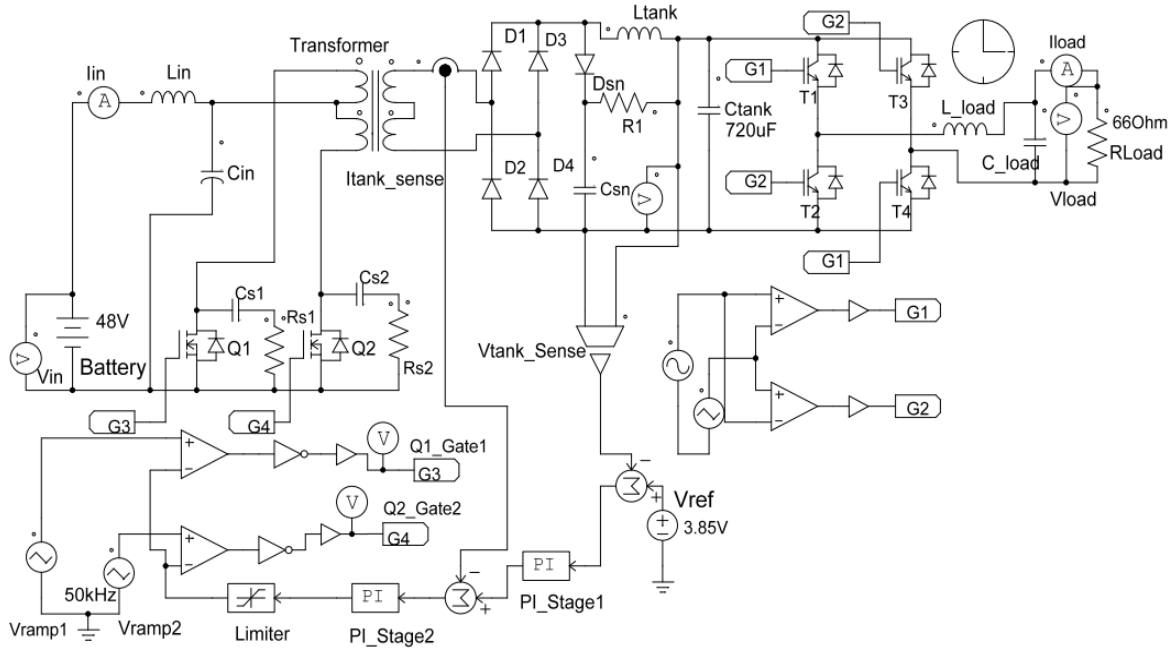 Transformer
Iin
A
Lin
Cin
Itank_sense
D1
D3
D2
D4
Ltank
Dsn
R1
Csn
V
Ctank
720uF
G2
G1
T1
T3
G2
T2
T4
G1
Iload
A
L_load
V
C_load
66Ohm
RLoad
Vload
48V
Battery
V
Vin
Cs1
Rs1
Q1
Cs2
Rs2
Q2
G3
G4
Vtank_Sense
G1
G2
V
Q1_Gate1
G3
V
Q2_Gate2
G4
Vref
3.85V
50kHz
Vramp1
Vramp2
Limiter
PI
PI_Stage2
Σ
PI
PI_Stage1
Σ